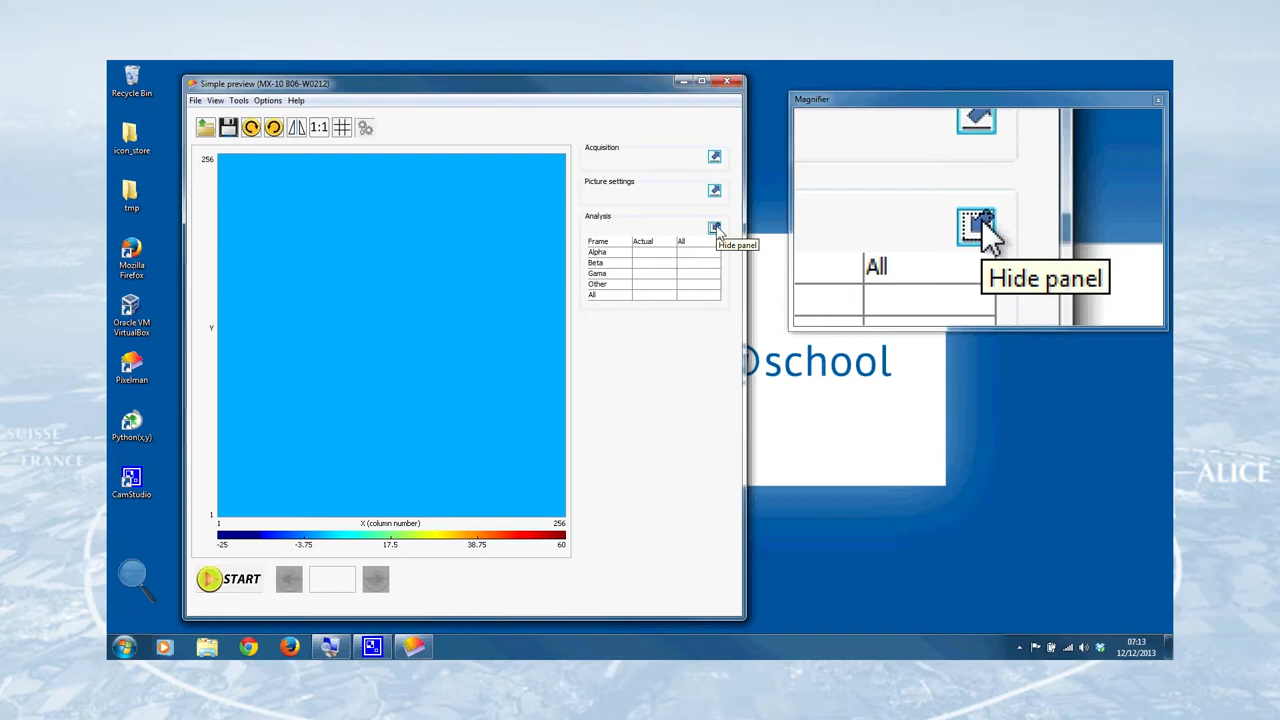 Recycle Bin
icon_store
tmp
Mozilla
Firefox
Oracle VM
VirtualBox
Pixelman
Python(x,y)
CamStudio
Simple preview (MX-10 B06-W0212)
File View Tools Options Help
1:1
256
Y
1
1 X (column number) 256
-25 -3.75 17.5 38.75 60
START
Acquisition
Picture settings
Analysis
Hide panel
Frame Actual All
Alpha
Beta
Gama
Other
All
Magnifier
x
All
Hide panel
@school
SUISSE
FRANCE
ALICE
07:13
12/12/2013